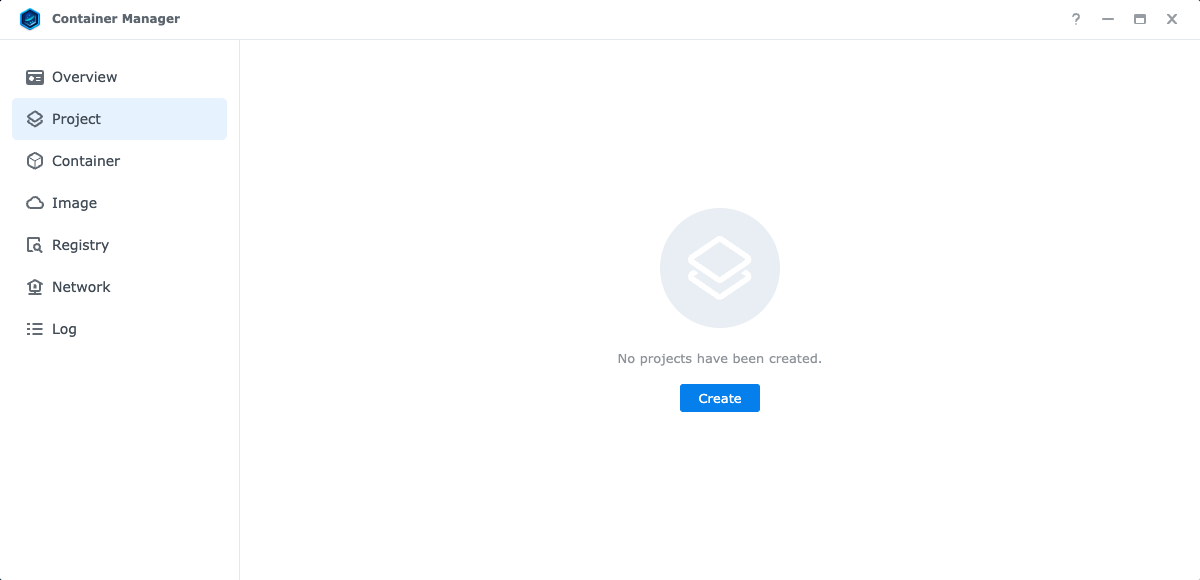 Container Manager
?
Overview
Project
Container
Image
Registry
Network
Log
No projects have been created.
Create